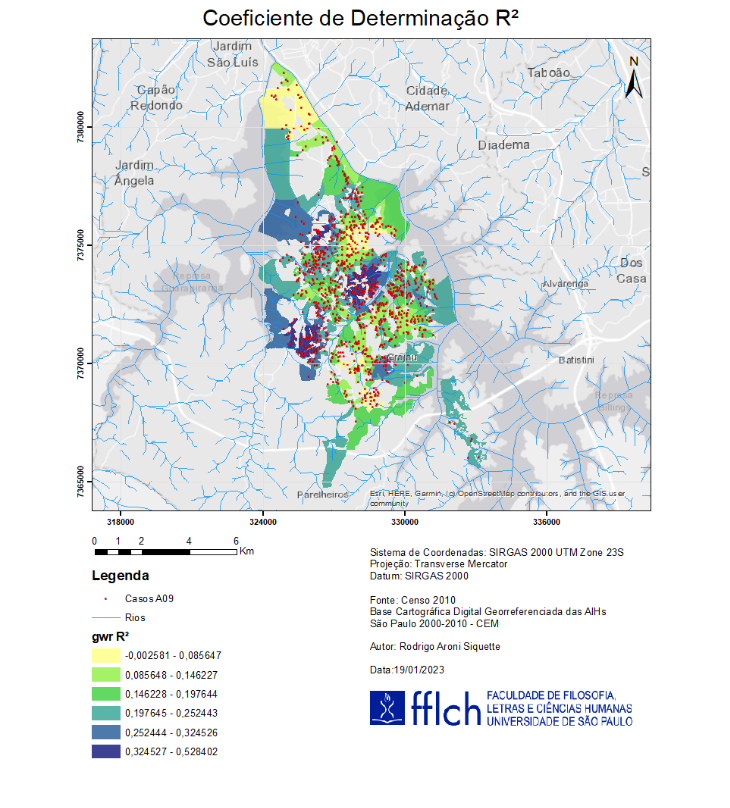 Coeficiente de Determinação R²
Jardim
São Luís
Capão
Redondo
Cidade
Ademar
Taboão
N
Diadema
Jardim
Ângela
S
Dos
Casa
Represa
Guarapiranga
Alvarenga
Grajaú
Batistini
Represa
Billings
Parelheiros
Esri, HERE, Garmin, (c) OpenStreetMap contributors, and the GIS user
community
7380000
7375000
7370000
7365000
318000
324000
330000
336000
0 1 2 4 6
Km
Legenda
Casos A09
Rios
gwr R²
-0,002581 - 0,085647
0,085648 - 0,146227
0,146228 - 0,197644
0,197645 - 0,252443
0,252444 - 0,324526
0,324527 - 0,528402
Sistema de Coordenadas: SIRGAS 2000 UTM Zone 23S
Projeção: Transverse Mercator
Datum: SIRGAS 2000
Fonte: Censo 2010
Base Cartográfica Digital Georreferenciada das AIHs
São Paulo 2000-2010 - CEM
Autor: Rodrigo Aroni Siquette
Data:19/01/2023
fflch
FACULDADE DE FILOSOFIA,
LETRAS E CIÊNCIAS HUMANAS
UNIVERSIDADE DE SÃO PAULO